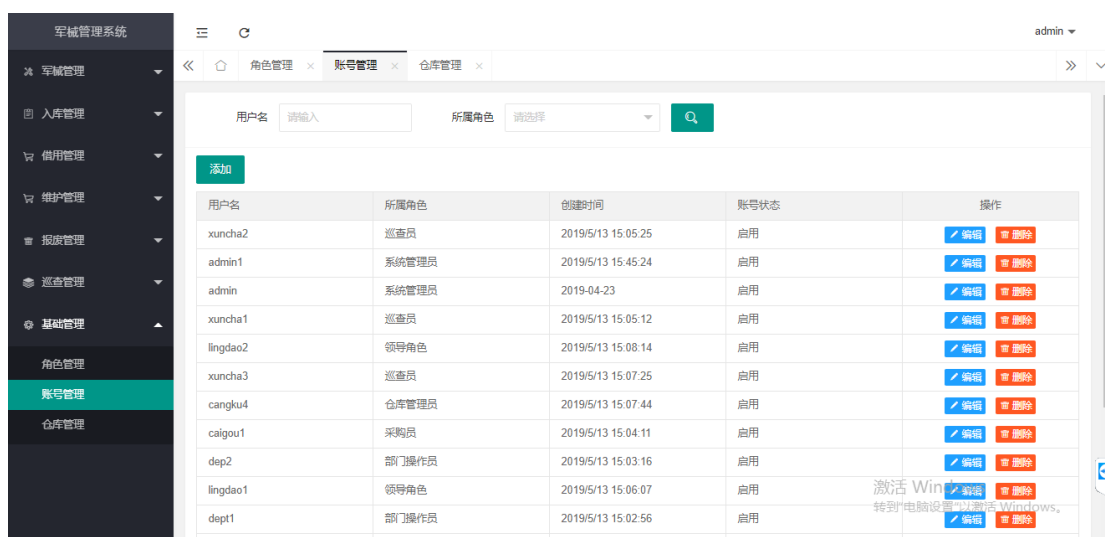 军械管理系统
admin
军械管理
角色管理 账号管理 仓库管理
入库管理
用户名 请输入 所属角色 请选择
借用管理
添加
维护管理
用户名 所属角色 创建时间 账号状态 操作
报废管理
xuncha2 巡查员 2019/5/13 15:05:25 启用 编辑 删除
admin1 系统管理员 2019/5/13 15:45:24 启用 编辑 删除
巡查管理
admin 系统管理员 2019-04-23 启用 编辑 删除
基础管理
xuncha1 巡查员 2019/5/13 15:05:12 启用 编辑 删除
lingdao2 领导角色 2019/5/13 15:08:14 启用 编辑 删除
角色管理
xuncha3 巡查员 2019/5/13 15:07:25 启用 编辑 删除
账号管理
cangku4 仓库管理员 2019/5/13 15:07:44 启用 编辑 删除
仓库管理
caigou1 采购员 2019/5/13 15:04:11 启用 编辑 删除
dep2 部门操作员 2019/5/13 15:03:16 启用 编辑 删除
lingdao1 领导角色 2019/5/13 15:06:07 启用 编辑 删除
激活 Windows
转到"电脑设置"以激活 Windows。
dept1 部门操作员 2019/5/13 15:02:56 启用 编辑 删除